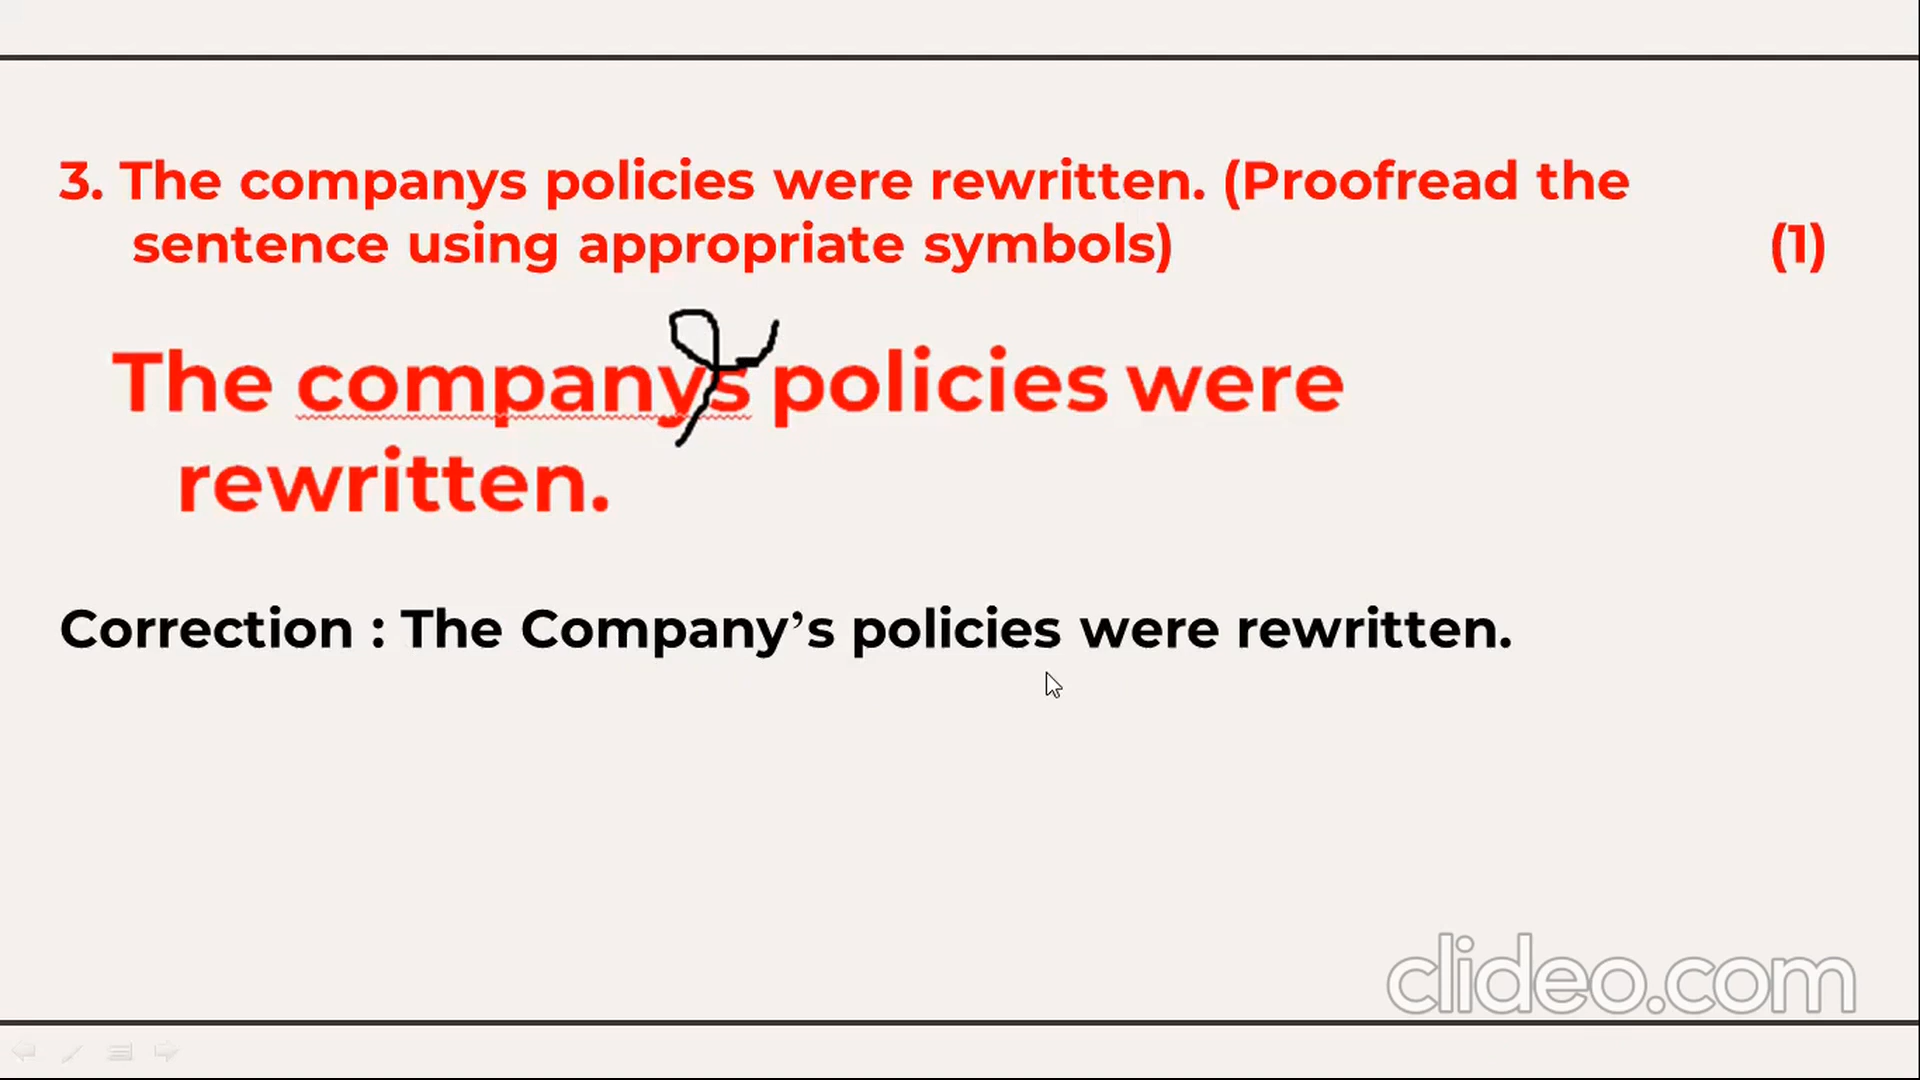 3. The companys policies were rewritten. (Proofread the
sentence using appropriate symbols) (1)
The companys policies were
rewritten.
Correction : The Company’s policies were rewritten.
clideo.com